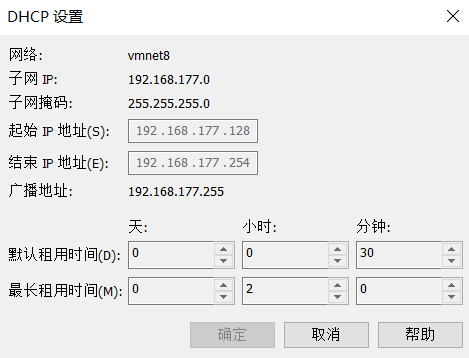 DHCP 设置
网络: vmnet8
子网 IP: 192.168.177.0
子网掩码: 255.255.255.0
起始 IP 地址(S): 192 . 168 . 177 . 128
结束 IP 地址(E): 192 . 168 . 177 . 254
广播地址: 192.168.177.255
天: 小时: 分钟:
默认租用时间(D): 0 0 30
最长租用时间(M): 0 2 0
确定 取消 帮助